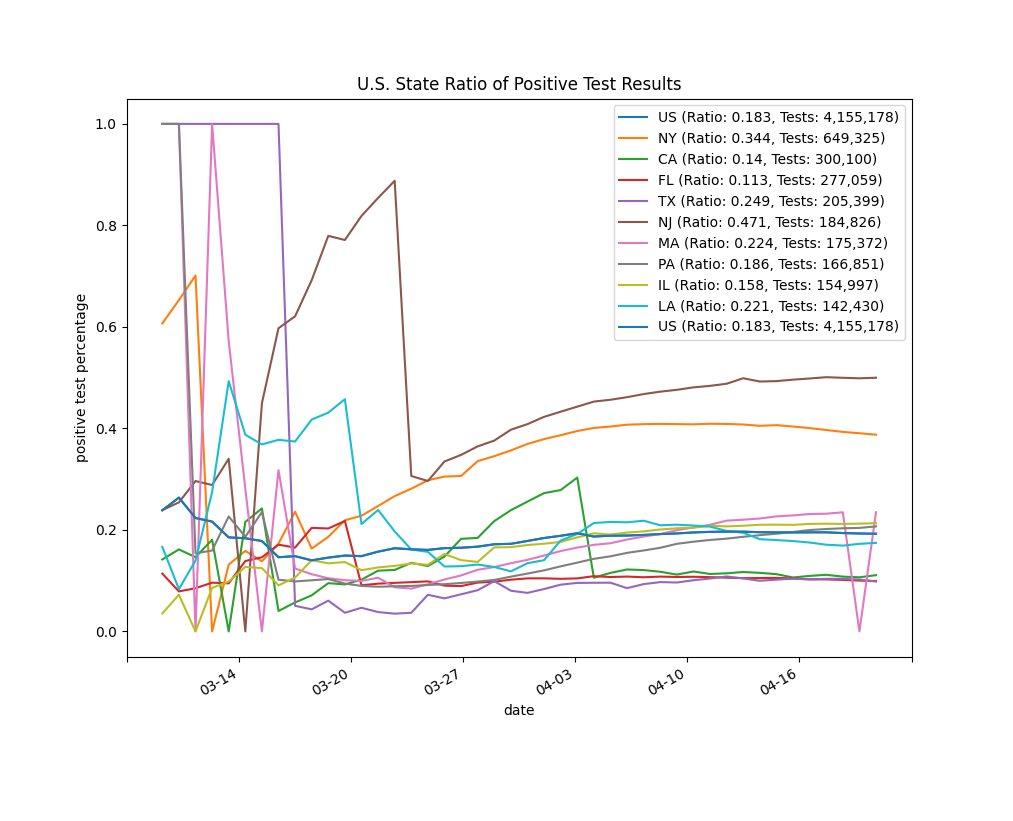 U.S. State Ratio of Positive Test Results
1.0
0.8
0.6
0.4
0.2
0.0
positive test percentage
US (Ratio: 0.183, Tests: 4,155,178)
NY (Ratio: 0.344, Tests: 649,325)
CA (Ratio: 0.14, Tests: 300,100)
FL (Ratio: 0.113, Tests: 277,059)
TX (Ratio: 0.249, Tests: 205,399)
NJ (Ratio: 0.471, Tests: 184,826)
MA (Ratio: 0.224, Tests: 175,372)
PA (Ratio: 0.186, Tests: 166,851)
IL (Ratio: 0.158, Tests: 154,997)
LA (Ratio: 0.221, Tests: 142,430)
US (Ratio: 0.183, Tests: 4,155,178)
03-14
03-20
03-27
04-03
04-10
04-16
date